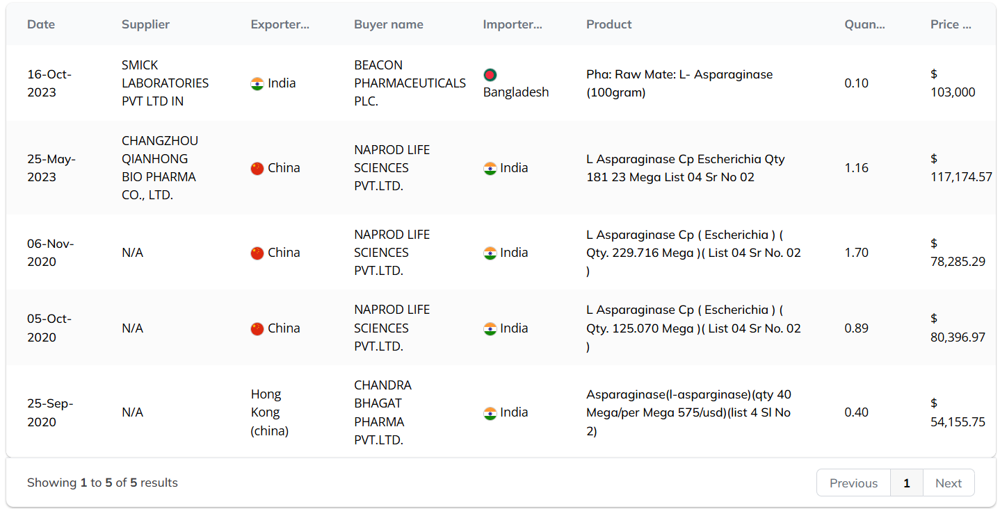 Date Supplier Exporter... Buyer name Importer... Product Quan... Price ...
16-Oct-
2023
SMICK
LABORATORIES
PVT LTD IN
India
BEACON
PHARMACEUTICALS
PLC.
Bangladesh
Pha: Raw Mate: L- Asparaginase
(100gram)
0.10
$
103,000
25-May-
2023
CHANGZHOU
QIANHONG
BIO PHARMA
CO., LTD.
China
NAPROD LIFE
SCIENCES
PVT.LTD.
India
L Asparaginase Cp Escherichia Qty
181 23 Mega List 04 Sr No 02
1.16
$
117,174.57
06-Nov-
2020
N/A
China
NAPROD LIFE
SCIENCES
PVT.LTD.
India
L Asparaginase Cp ( Escherichia ) (
Qty. 229.716 Mega )( List 04 Sr No. 02
)
1.70
$
78,285.29
05-Oct-
2020
N/A
China
NAPROD LIFE
SCIENCES
PVT.LTD.
India
L Asparaginase Cp ( Escherichia ) (
Qty. 125.070 Mega )( List 04 Sr No. 02
)
0.89
$
80,396.97
25-Sep-
2020
N/A
Hong
Kong
(china)
CHANDRA
BHAGAT
PHARMA
PVT.LTD.
India
Asparaginase(l-asparginase)(qty 40
Mega/per Mega 575/usd)(list 4 Sl No
2)
0.40
$
54,155.75
Showing 1 to 5 of 5 results
Previous 1 Next